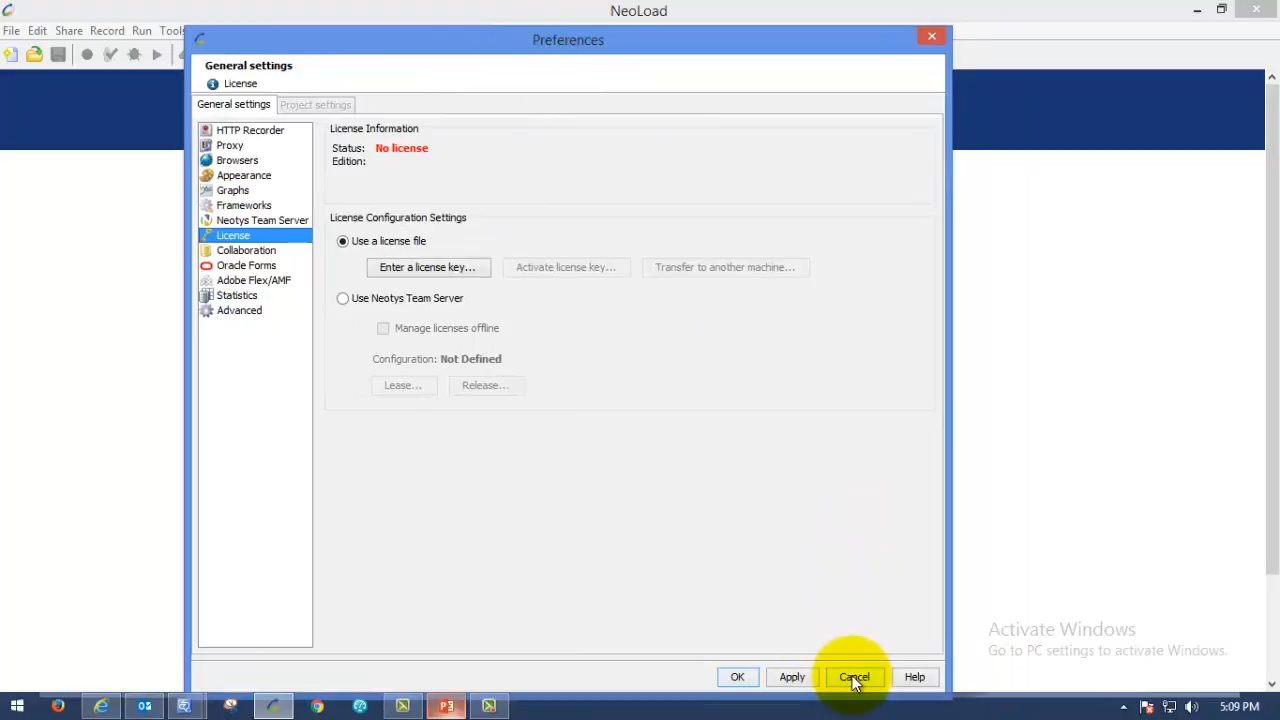 NeoLoad
File Edit Share Record Run Tools
Preferences
General settings
License
General settings Project settings
HTTP Recorder
Proxy
Browsers
Appearance
Graphs
Frameworks
Neotys Team Server
License
Collaboration
Oracle Forms
Adobe Flex/AMF
Statistics
Advanced
License Information
Status: No license
Edition:
License Configuration Settings
Use a license file
Enter a license key... Activate license key... Transfer to another machine...
Use Neotys Team Server
Manage licenses offline
Configuration: Not Defined
Lease... Release...
OK Apply Cancel Help
Activate Windows
Go to PC settings to activate Windows.
5:09 PM